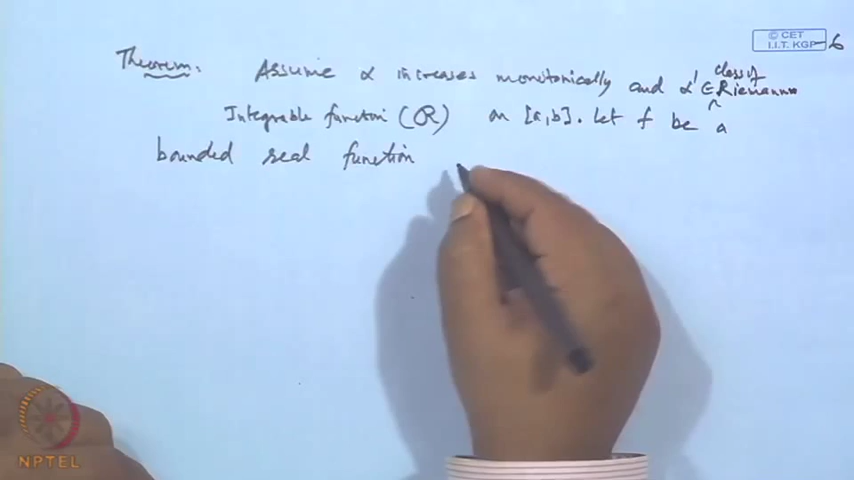 © CET
I.I.T. KGP
-6
Theorem. Assume α increases monotonically and α' ∈ Riemann
class of
^
Integrable function (R) on [a,b]. Let f be a
bounded real function
NPTEL